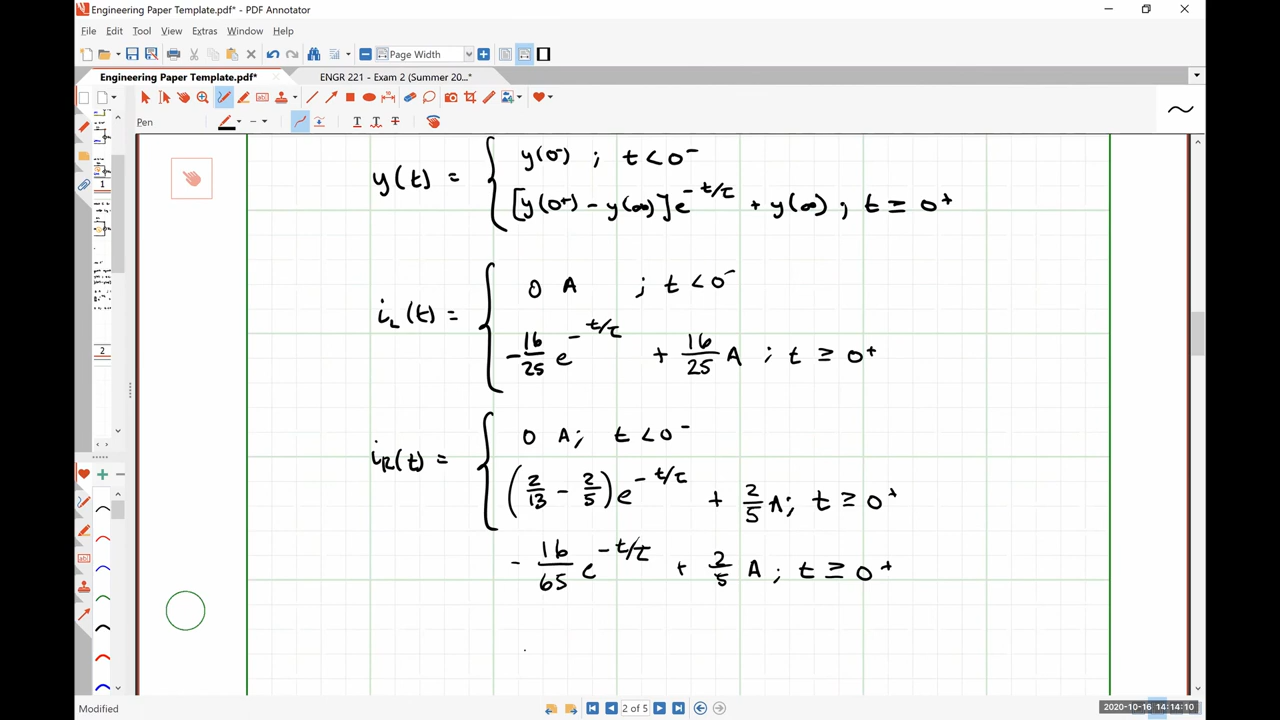 Engineering Paper Template.pdf* - PDF Annotator
File Edit Tool View Extras Window Help
Page Width
Engineering Paper Template.pdf* ENGR 221 - Exam 2 (Summer 20...*
Pen
y(t) = { y(0⁻) ; t < 0⁻
[y(0⁺) - y(∞)] e^(-t/τ) + y(∞) ; t ≥ 0⁺
i_L(t) = { 0 A ; t < 0⁻
-16/25 e^(-t/τ) + 16/25 A ; t ≥ 0⁺
i_R(t) = { 0 A ; t < 0⁻
(2/13 - 2/5) e^(-t/τ) + 2/5 A ; t ≥ 0⁺
- 16/65 e^(-t/τ) + 2/5 A ; t ≥ 0⁺
1
2
Modified 2 of 5 2020-10-16 14:14:10